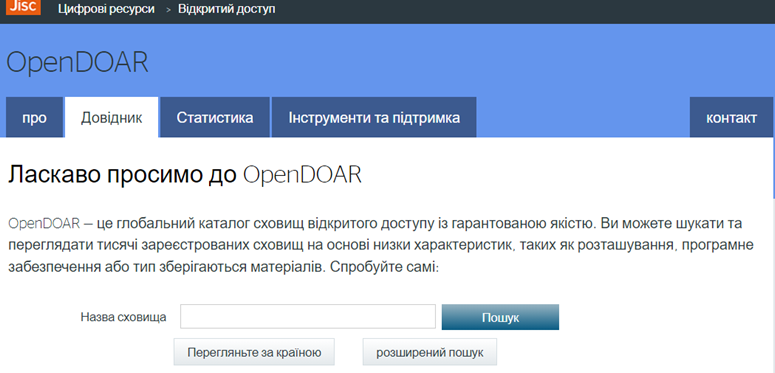 Jisc Цифрові ресурси > Відкритий доступ
OpenDOAR
про Довідник Статистика Інструменти та підтримка контакт
Ласкаво просимо до OpenDOAR
OpenDOAR – це глобальний каталог сховищ відкритого доступу із гарантованою якістю. Ви можете шукати та
переглядати тисячі зареєстрованих сховищ на основі низки характеристик, таких як розташування, програмне
забезпечення або тип зберігаються матеріалів. Спробуйте самі:
Назва сховища Пошук
Перегляньте за країною розширений пошук